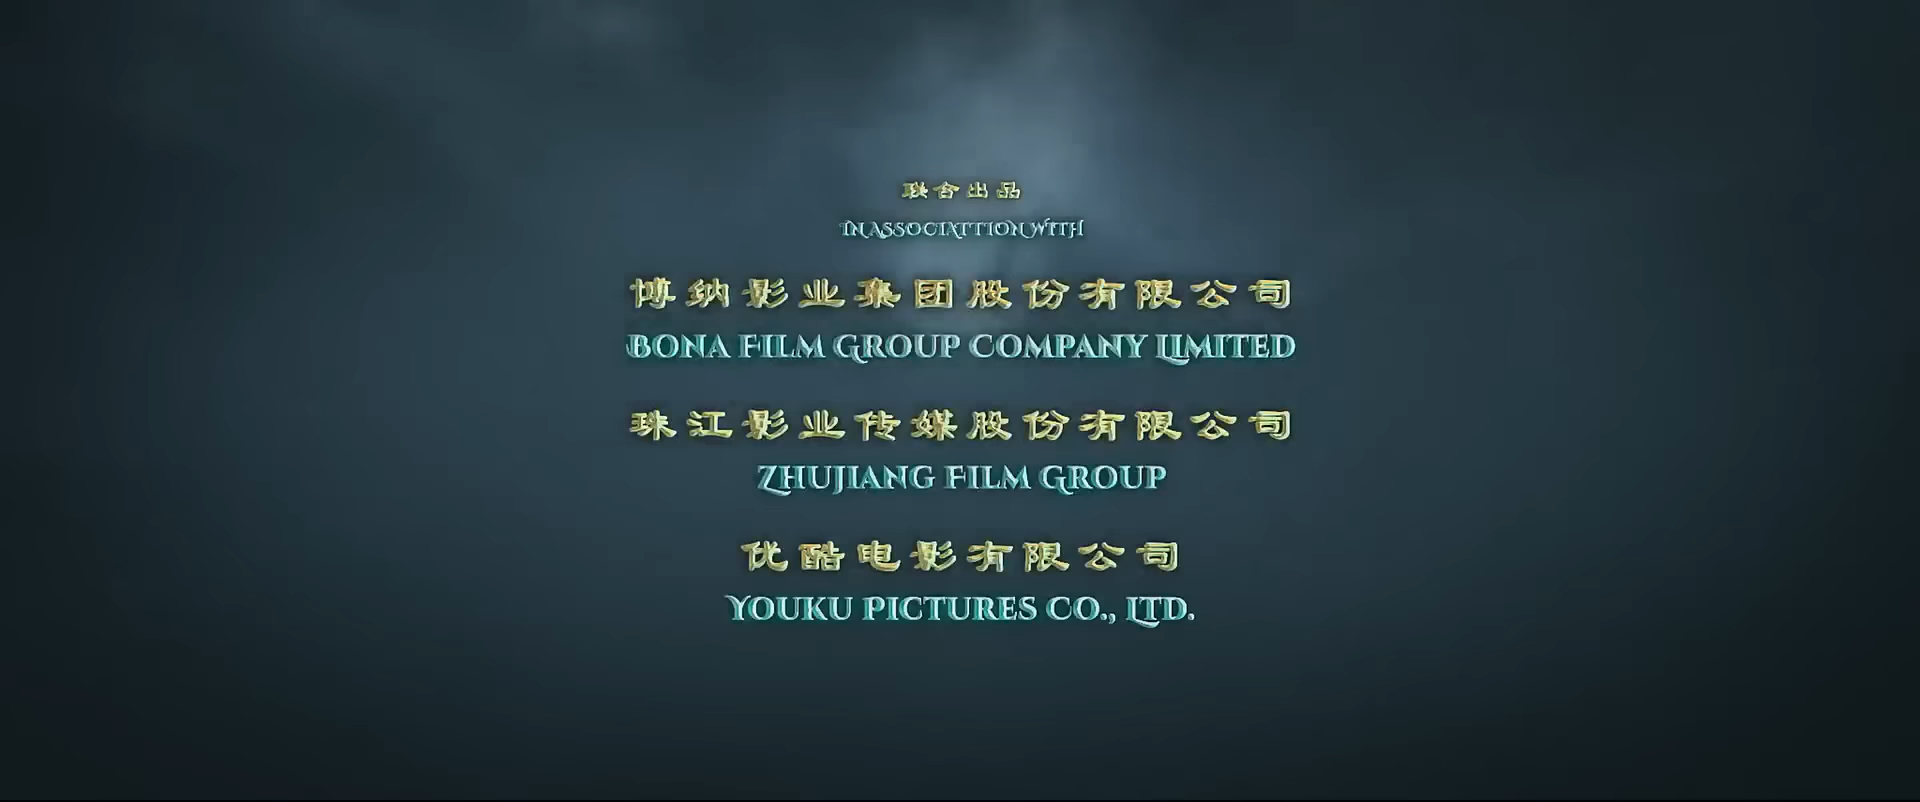 联合出品
IN ASSOCIATTION WITH
博纳影业集团股份有限公司
BONA FILM GROUP COMPANY LIMITED
珠江影业传媒股份有限公司
ZHUJIANG FILM GROUP
优酷电影有限公司
YOUKU PICTURES CO., LTD.